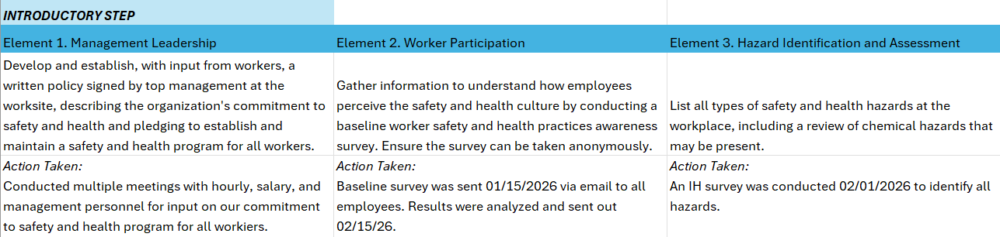 INTRODUCTORY STEP
Element 1. Management Leadership
Develop and establish, with input from workers, a
written policy signed by top management at the
worksite, describing the organization's commitment to
safety and health and pledging to establish and
maintain a safety and health program for all workers.
Action Taken:
Conducted multiple meetings with hourly, salary, and
management personnel for input on our commitment
to safety and health program for all workiers.
Element 2. Worker Participation
Gather information to understand how employees
perceive the safety and health culture by conducting a
baseline worker safety and health practices awareness
survey. Ensure the survey can be taken anonymously.
Action Taken:
Baseline survey was sent 01/15/2026 via email to all
employees. Results were analyzed and sent out
02/15/26.
Element 3. Hazard Identification and Assessment
List all types of safety and health hazards at the
workplace, including a review of chemical hazards that
may be present.
Action Taken:
An IH survey was conducted 02/01/2026 to identify all
hazards.